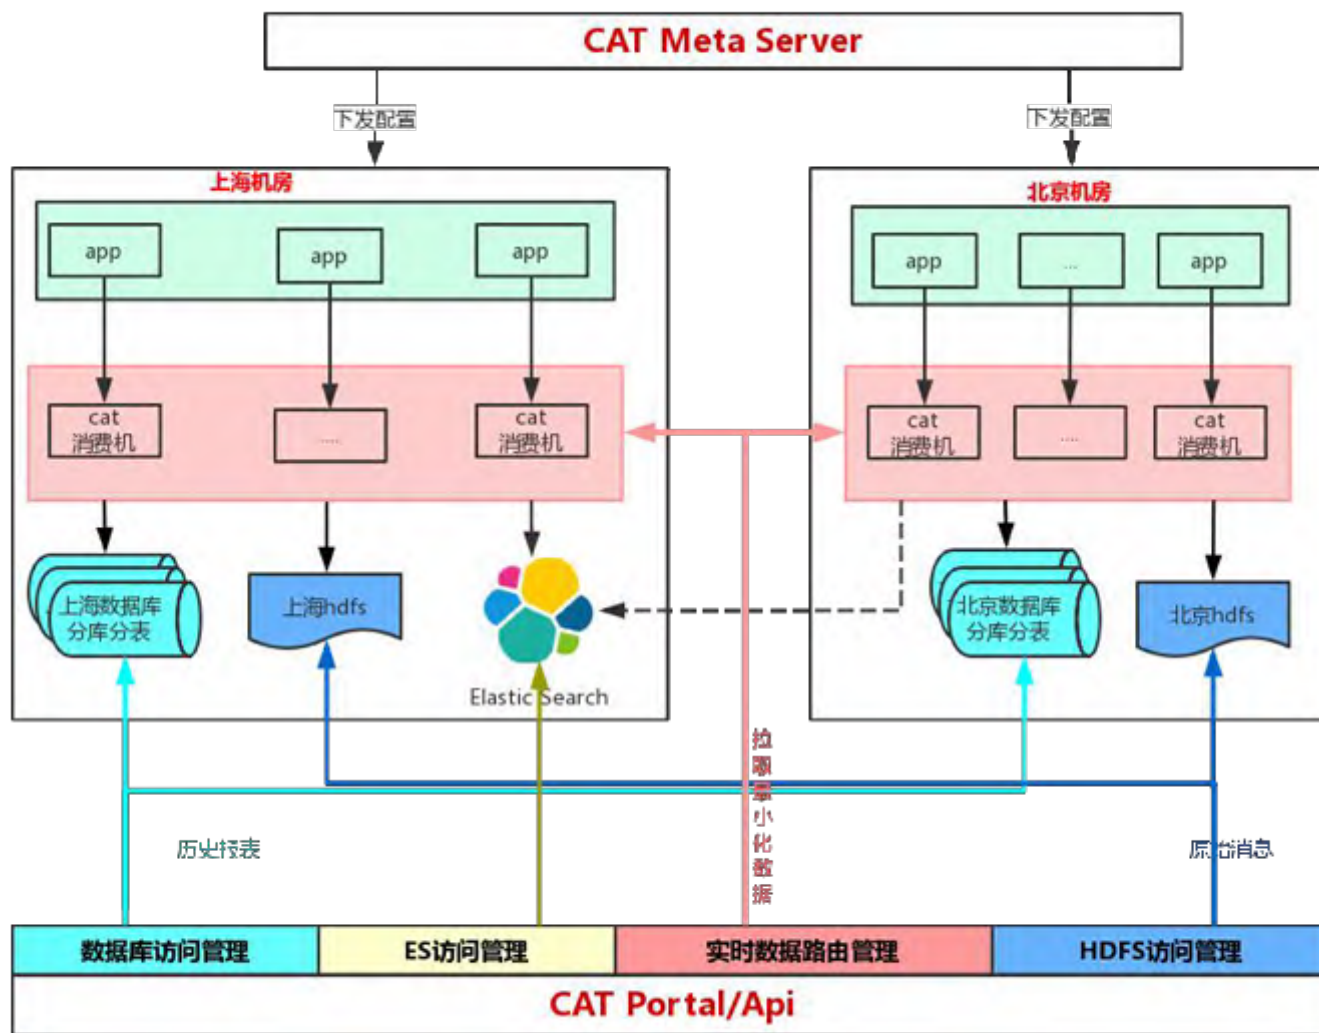 CAT Meta Server
下发配置
下发配置
上海机房
北京机房
app
app
app
app
...
app
cat
消费机
....
cat
消费机
cat
消费机
....
cat
消费机
上海数据库
分库分表
上海hdfs
Elastic Search
北京数据库
分库分表
北京hdfs
拉取最小化数据
历史报表
原始消息
数据库访问管理
ES访问管理
实时数据路由管理
HDFS访问管理
CAT Portal/Api